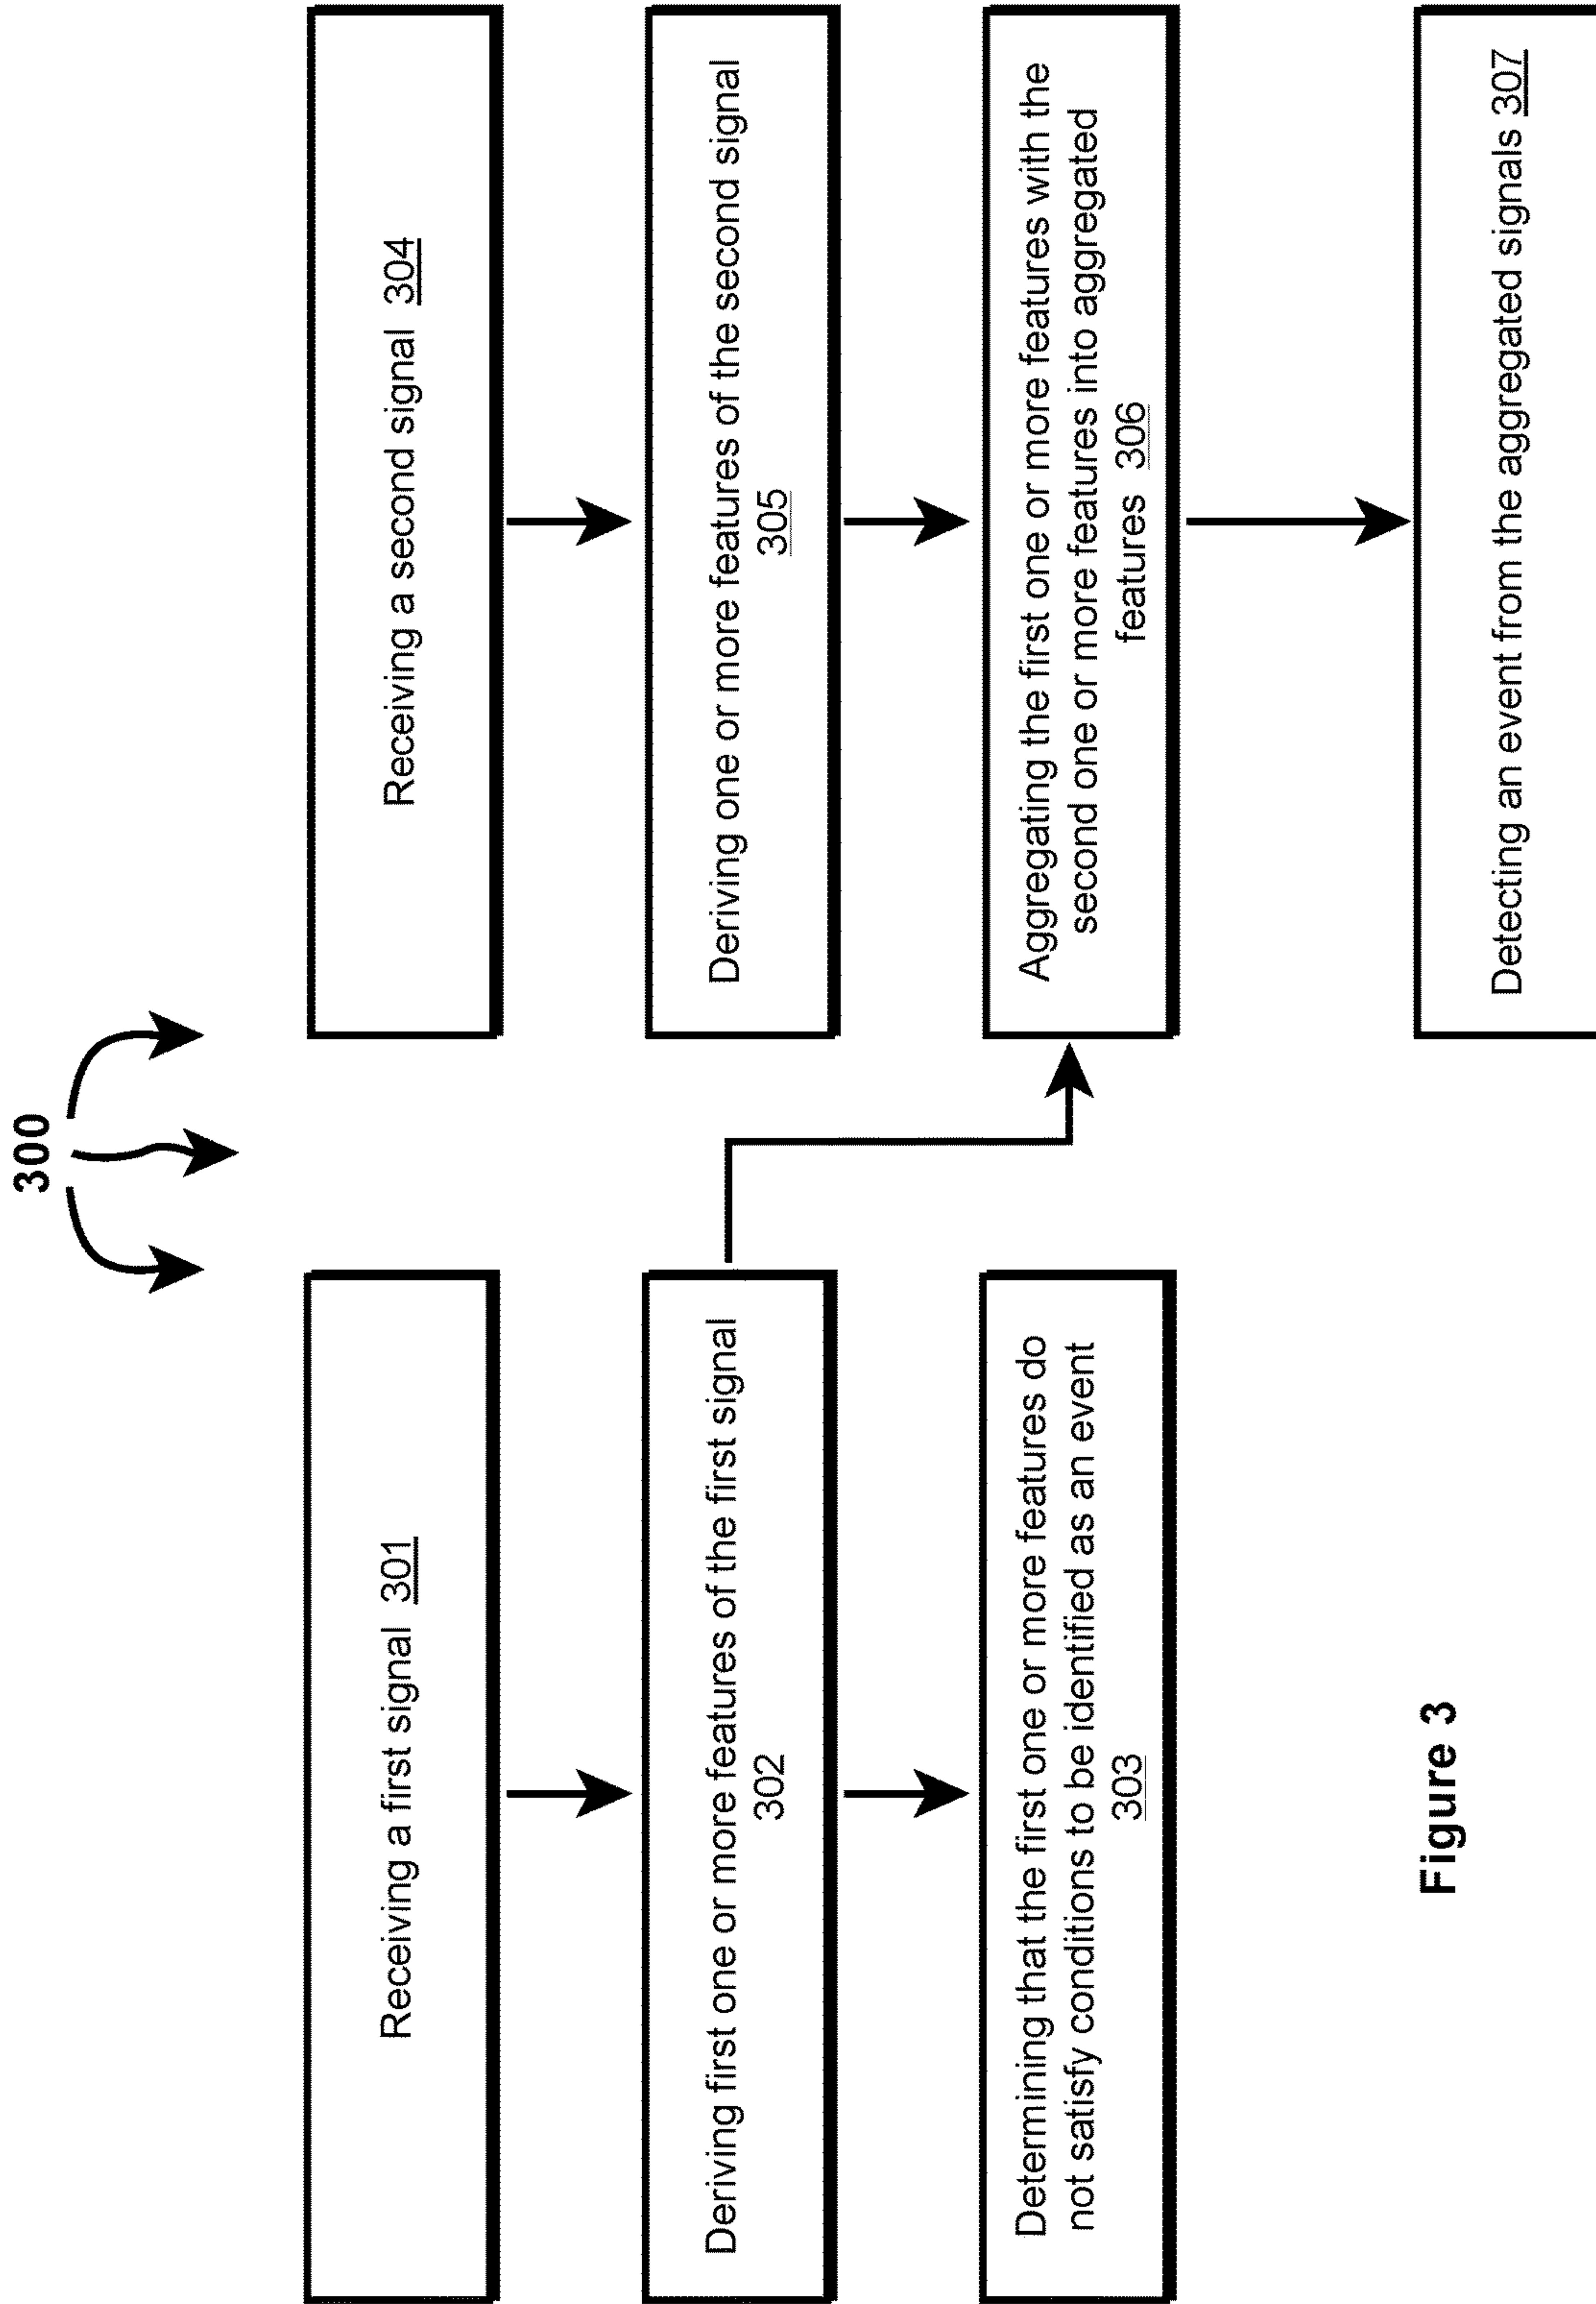 300
Receiving a first signal 301
Deriving first one or more features of the first signal
302
Determining that the first one or more features do
not satisfy conditions to be identified as an event
303
Receiving a second signal 304
Deriving one or more features of the second signal
305
Aggregating the first one or more features with the
second one or more features into aggregated
features 306
Detecting an event from the aggregated signals 307
Figure 3